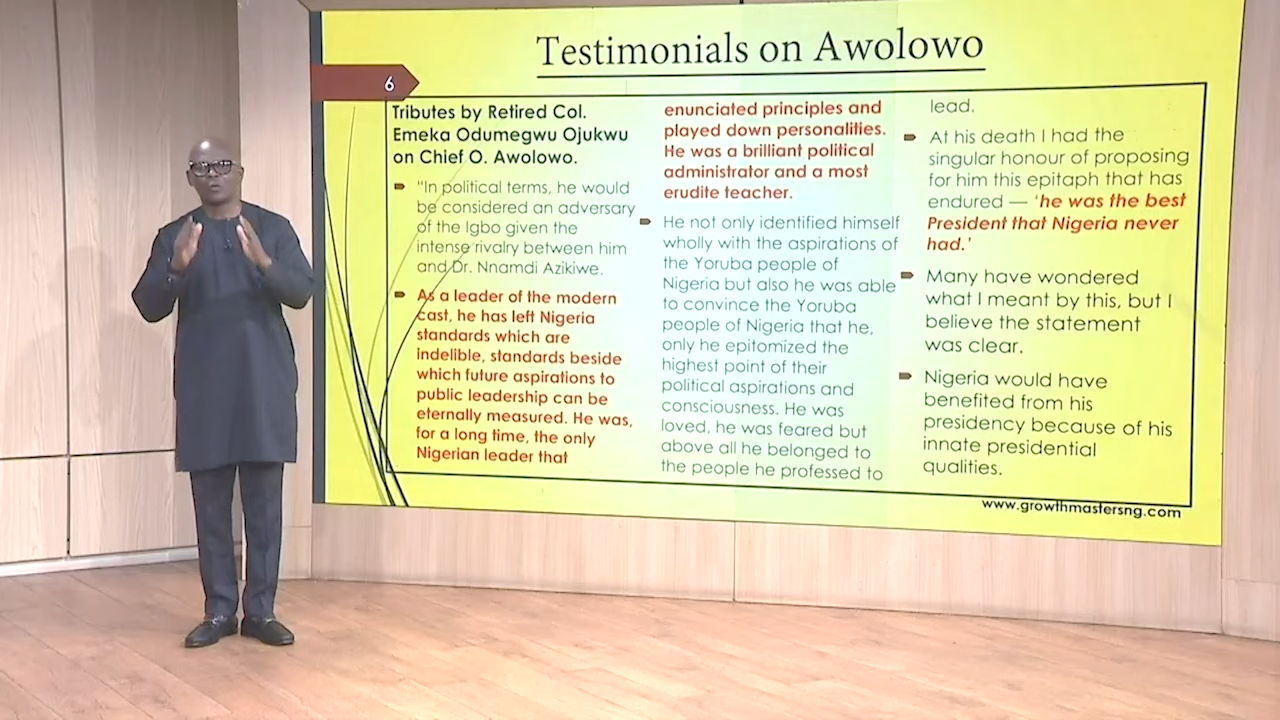 Testimonials on Awolowo
6
Tributes by Retired Col.
Emeka Odumegwu Ojukwu
on Chief O. Awolowo.
"In political terms, he would
be considered an adversary
of the Igbo given the
intense rivalry between him
and Dr. Nnamdi Azikiwe.
As a leader of the modern
cast, he has left Nigeria
standards which are
indelible, standards beside
which future aspirations to
public leadership can be
eternally measured. He was,
for a long time, the only
Nigerian leader that
enunciated principles and
played down personalities.
He was a brilliant political
administrator and a most
erudite teacher.
He not only identified himself
wholly with the aspirations of
the Yoruba people of
Nigeria but also he was able
to convince the Yoruba
people of Nigeria that he,
only he epitomized the
highest point of their
political aspirations and
consciousness. He was
loved, he was feared but
above all he belonged to
the people he professed to
lead.
At his death I had the
singular honour of proposing
for him this epitaph that has
endured — 'he was the best
President that Nigeria never
had.'
Many have wondered
what I meant by this, but I
believe the statement
was clear.
Nigeria would have
benefited from his
presidency because of his
innate presidential
qualities.
www.growthmastersng.com